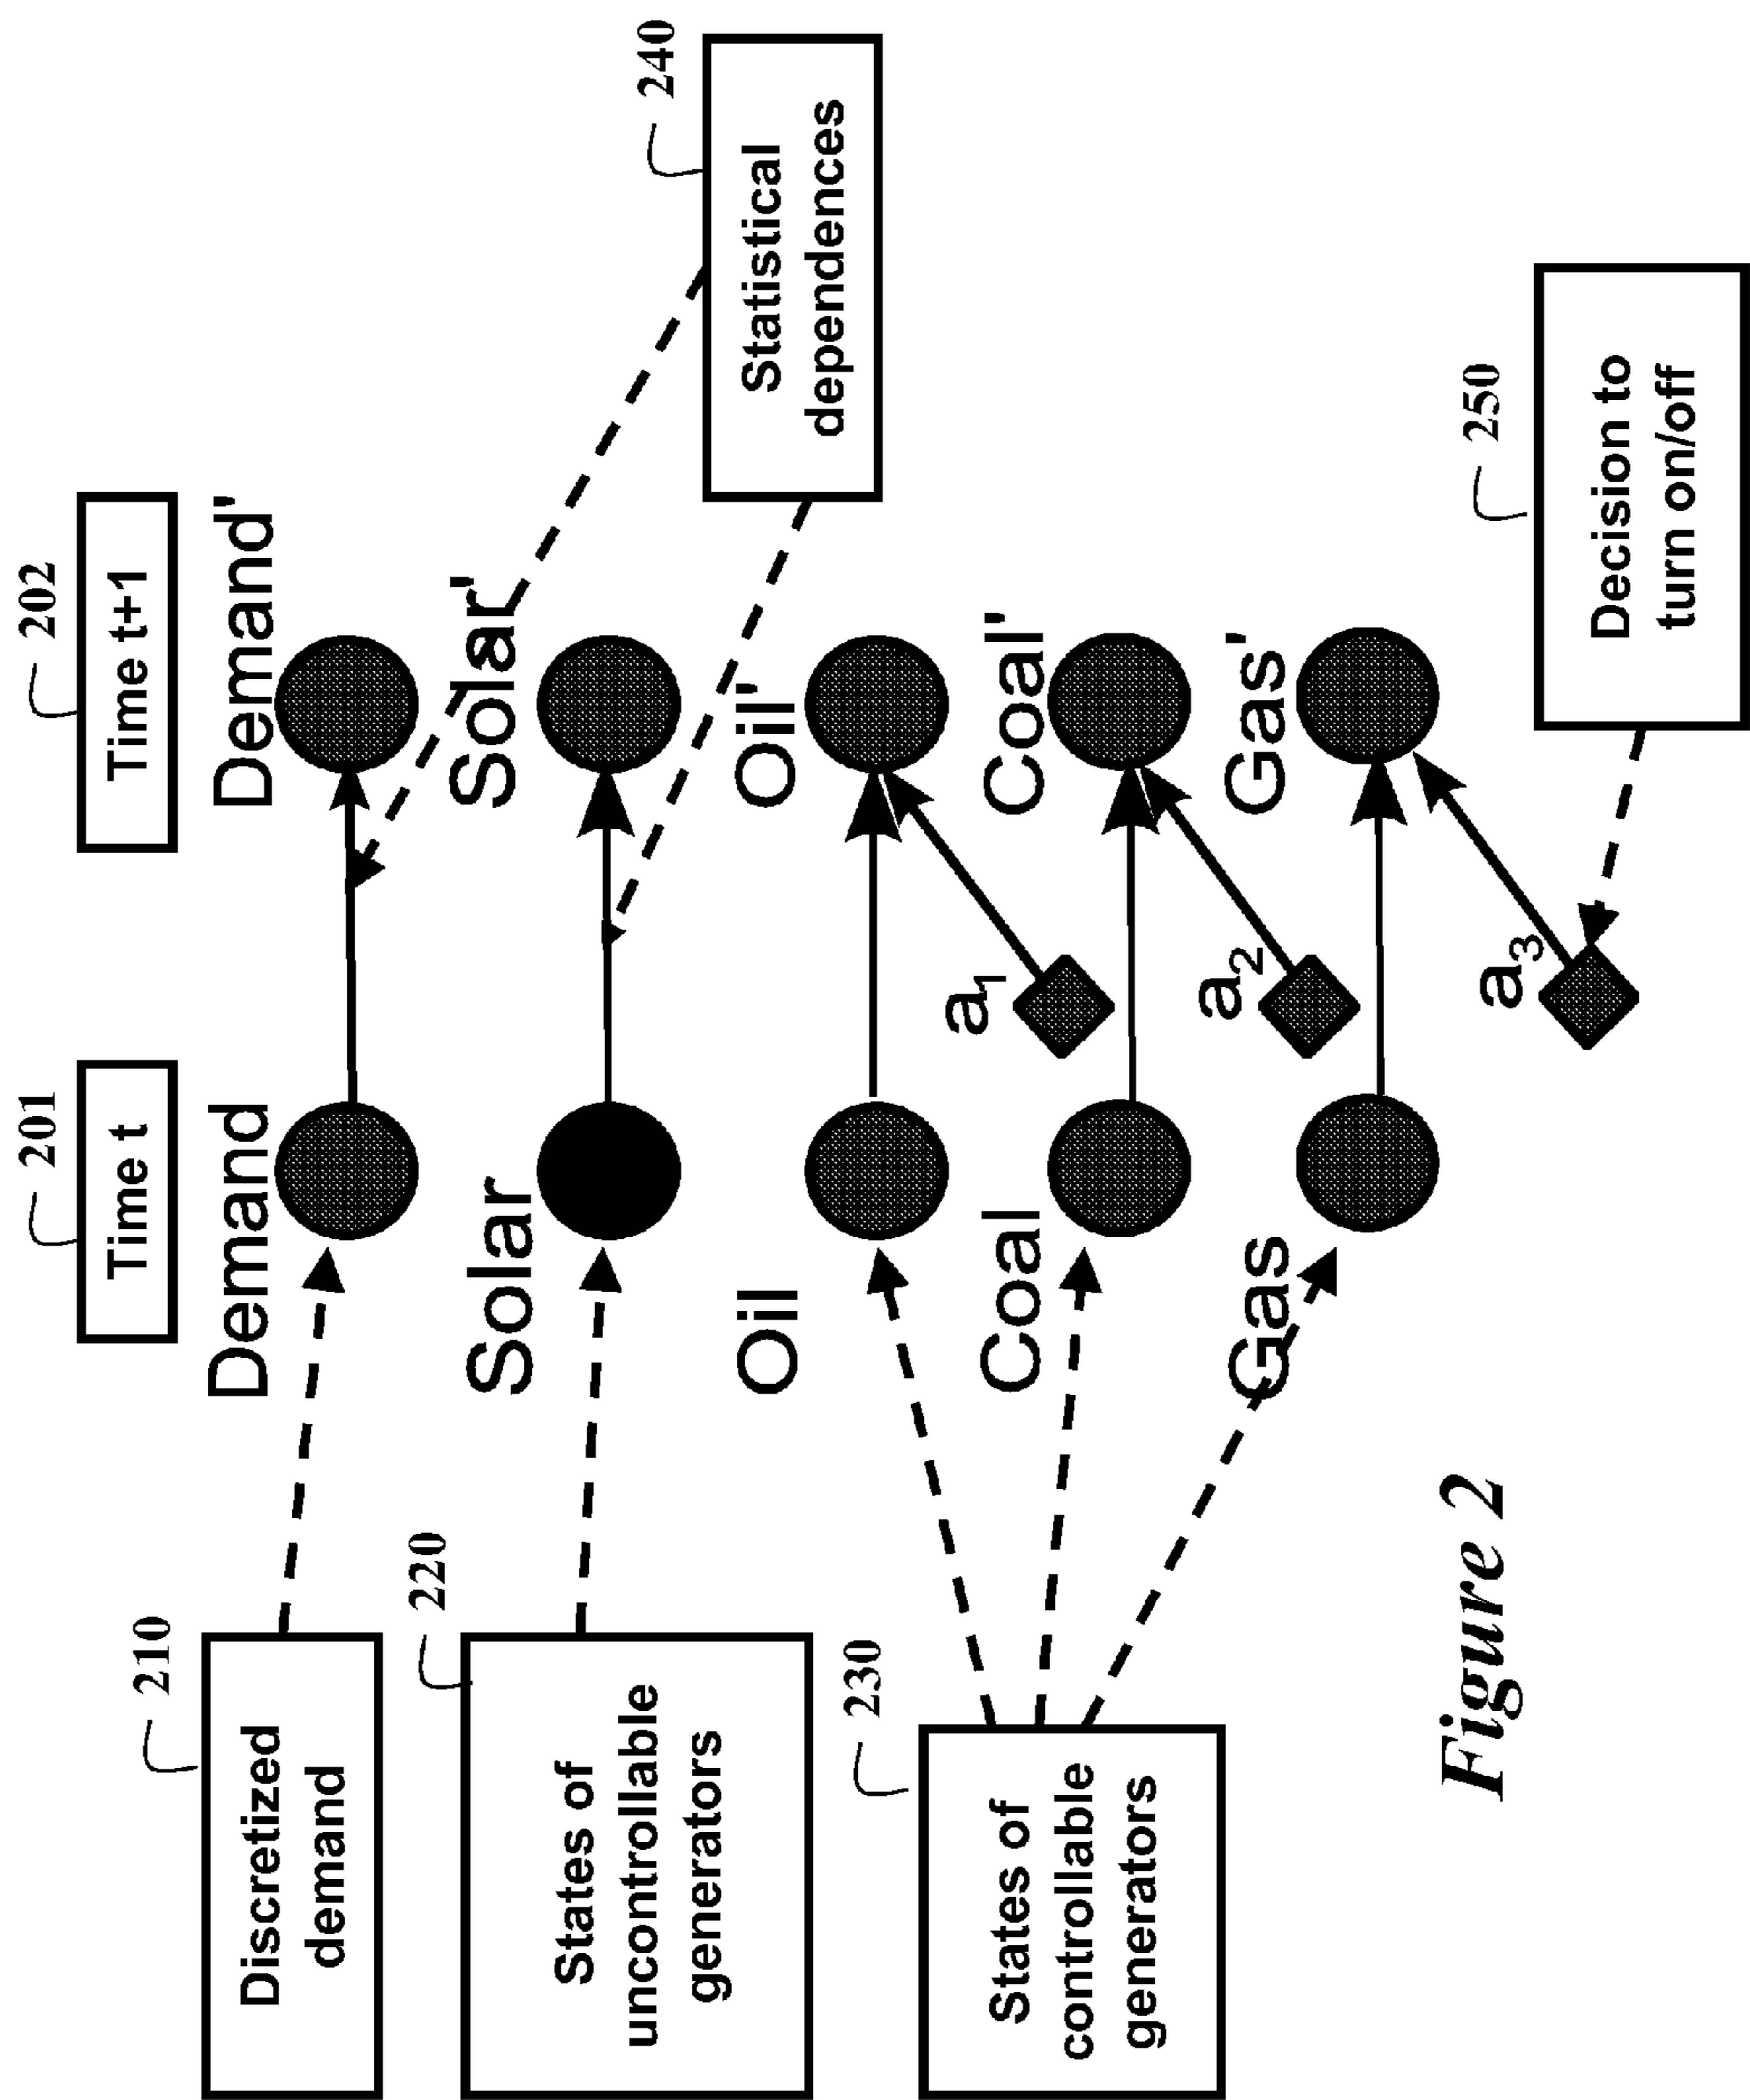 201
202
Time t
Time t+1
210
Discretized
demand
Demand
Demand'
220
States of
uncontrollable
generators
Solar
Solar'
240
Statistical
dependences
230
States of
controllable
generators
Oil
Oil'
a1
Coal
Coal'
a2
Gas
Gas'
a3
250
Decision to
turn on/off
Figure 2